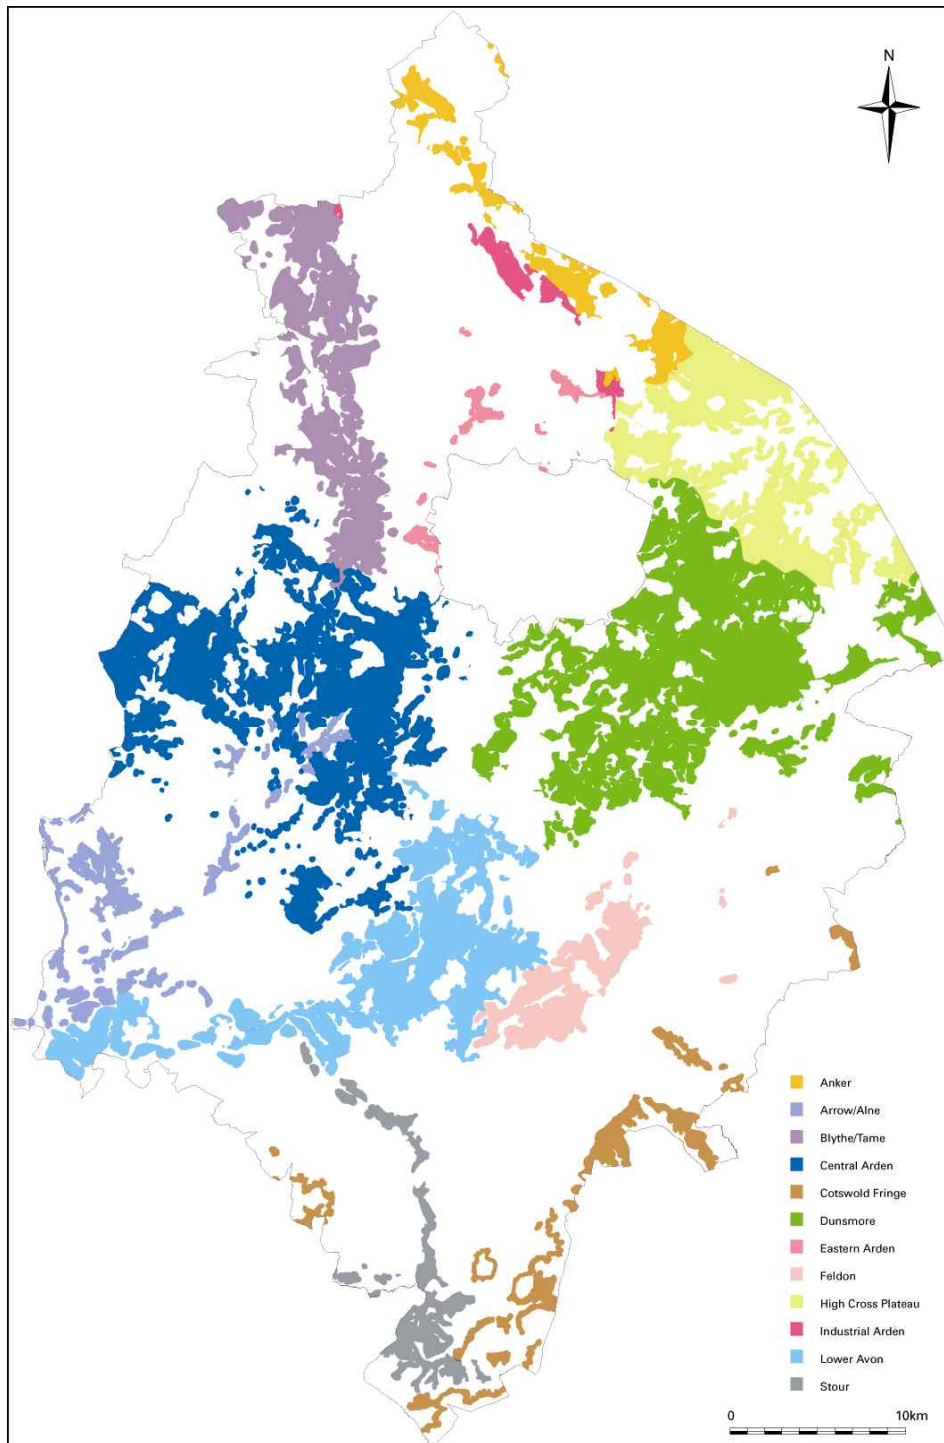 N
Anker
Arrow/Alne
Blythe/Tame
Central Arden
Cotswold Fringe
Dunsmore
Eastern Arden
Feldon
High Cross Plateau
Industrial Arden
Lower Avon
Stour
0 10km